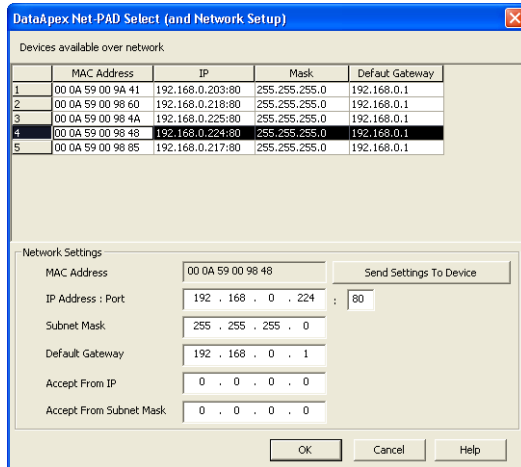 DataApex Net-PAD Select (and Network Setup)
Devices available over network
MAC Address IP Mask Defaut Gateway
1 00 0A 59 00 9A 41 192.168.0.203:80 255.255.255.0 192.168.0.1
2 00 0A 59 00 98 60 192.168.0.218:80 255.255.255.0 192.168.0.1
3 00 0A 59 00 98 4A 192.168.0.225:80 255.255.255.0 192.168.0.1
4 00 0A 59 00 98 48 192.168.0.224:80 255.255.255.0 192.168.0.1
5 00 0A 59 00 98 85 192.168.0.217:80 255.255.255.0 192.168.0.1
Network Settings
MAC Address 00 0A 59 00 98 48 Send Settings To Device
IP Address : Port 192 . 168 . 0 . 224 : 80
Subnet Mask 255 . 255 . 255 . 0
Default Gateway 192 . 168 . 0 . 1
Accept From IP 0 . 0 . 0 . 0
Accept From Subnet Mask 0 . 0 . 0 . 0
OK Cancel Help